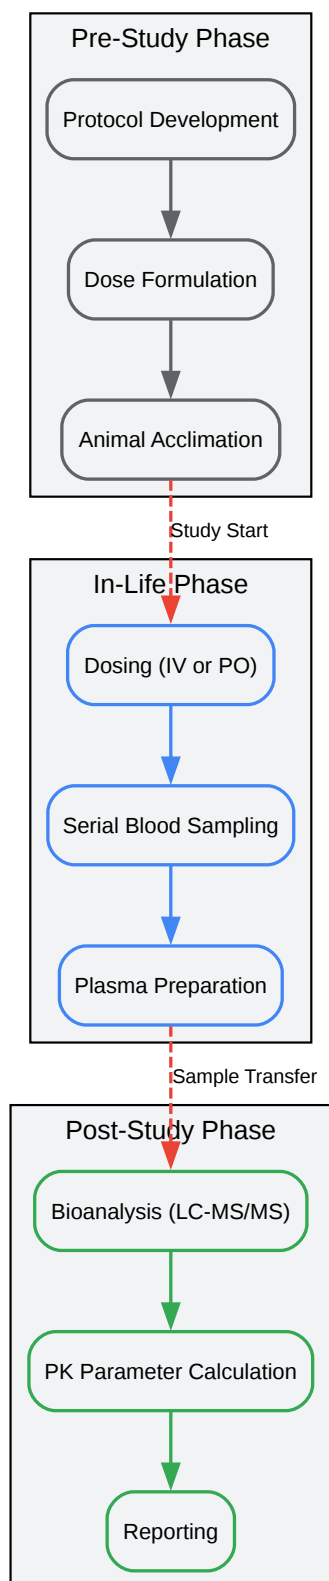 Pre-Study Phase
Protocol Development
Dose Formulation
Animal Acclimation
Study Start
In-Life Phase
Dosing (IV or PO)
Serial Blood Sampling
Plasma Preparation
Sample Transfer
Post-Study Phase
Bioanalysis (LC-MS/MS)
PK Parameter Calculation
Reporting